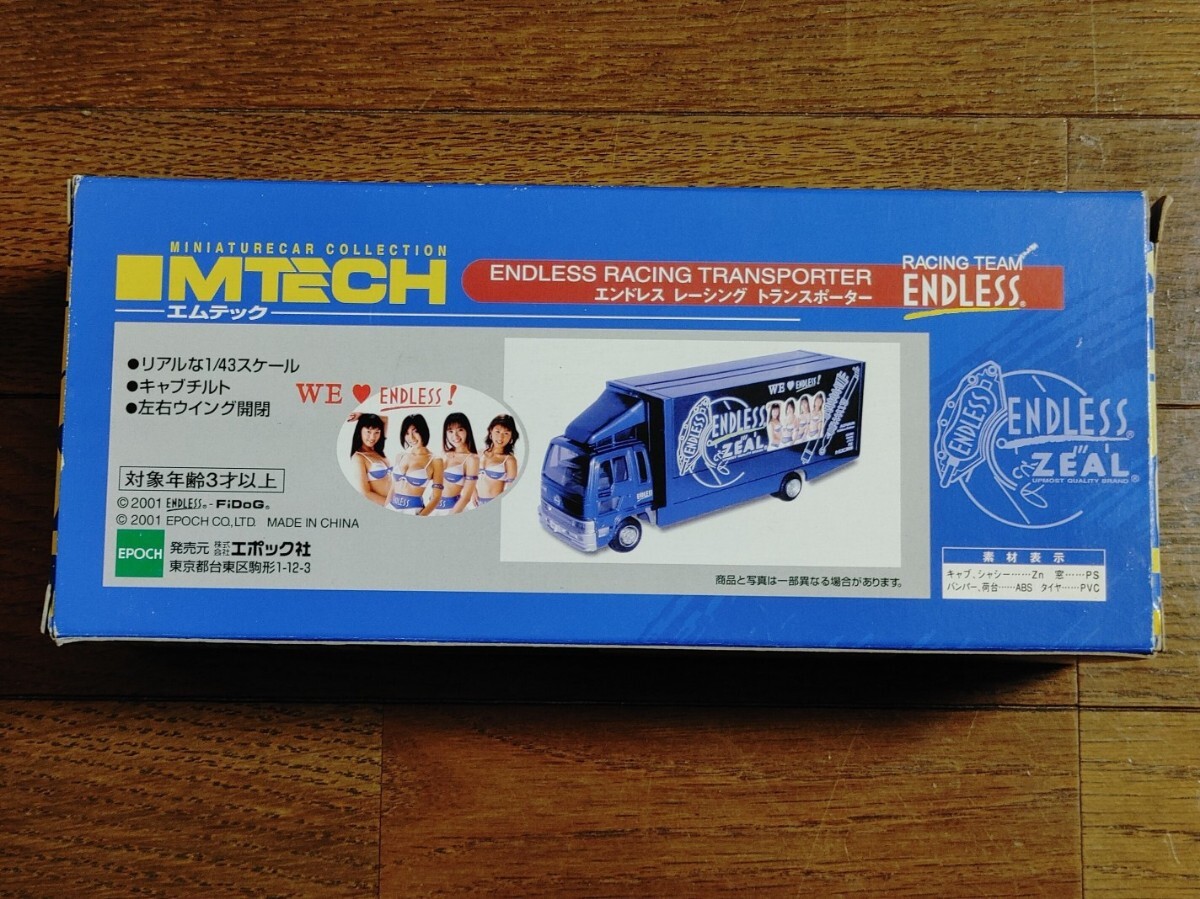 MINIATURECAR COLLECTION
MTECH
エムテック
ENDLESS RACING TRANSPORTER
エンドレス レーシング トランスポーター
RACING TEAM
ENDLESS®
●リアルな1/43スケール
●キャブチルト
●左右ウイング開閉
WE ♥ ENDLESS!
対象年齢3才以上
©2001 ENDLESS® - FiDoG®
©2001 EPOCH CO.,LTD. MADE IN CHINA
EPOCH
発売元 株式会社 エポック社
東京都台東区駒形1-12-3
WE ♥ ENDLESS!
ENDLESS
ENDLESS
ZEAL
商品と写真は一部異なる場合があります。
ENDLESS
ENDLESS®
ZEAL
UPMOST QUALITY BRAND
素材表示
キャブ、シャシー……Zn 窓……PS
バンパー、荷台……ABS タイヤ……PVC